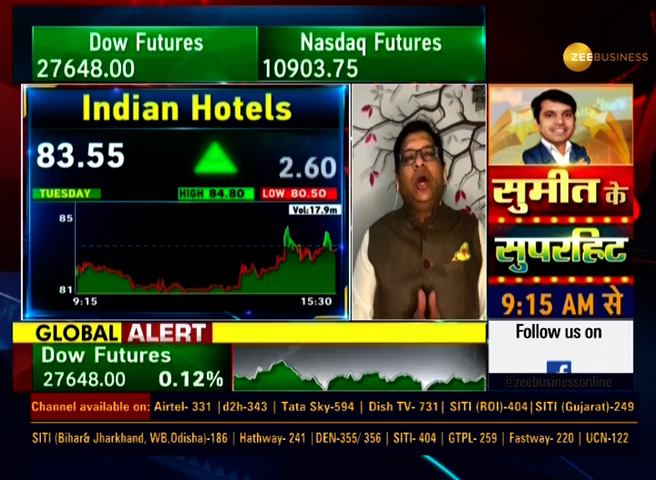 Dow Futures
27648.00
Nasdaq Futures
10903.75
ZEEBUSINESS
Indian Hotels
83.55
2.60
TUESDAY
HIGH 84.80
LOW 80.50
Vol:17.9m
85
81
9:15
15:30
सुमीत के
सुपरहिट
9:15 AM से
GLOBAL ALERT
Dow Futures
27648.00 0.12%
Follow us on
@zeebusinessonline
Channel available on: Airtel- 331 |d2h-343 | Tata Sky-594 | Dish TV- 731| SITI (ROI)-404|SITI (Gujarat)-249
SITI (Bihar& Jharkhand, WB,Odisha)-186 | Hathway- 241 |DEN-355/ 356 | SITI- 404 | GTPL- 259 | Fastway- 220 | UCN-122